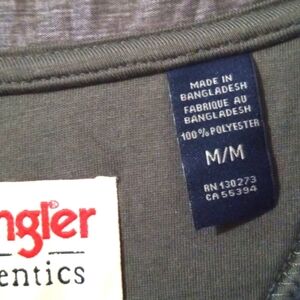 MADE IN
BANGLADESH
FABRIQUE AU
BANGLADESH
100% POLYESTER
M/M
RN 130273
CA 55394
ngler
entics